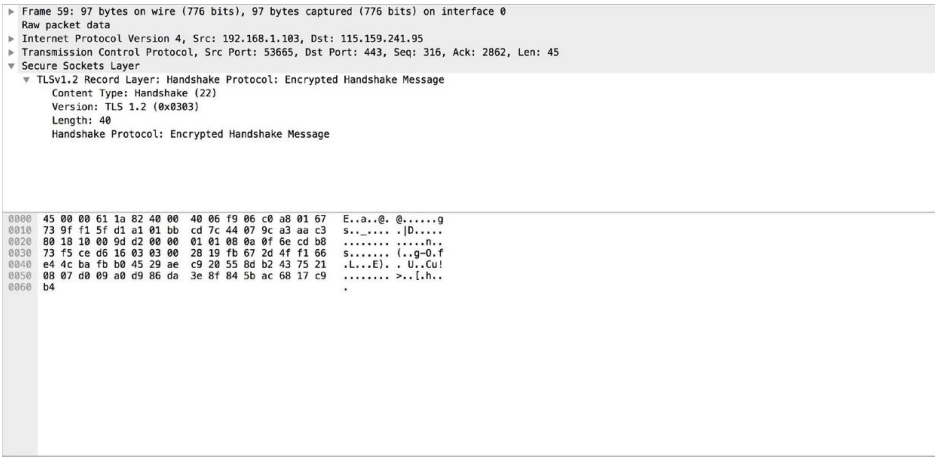 Frame 59: 97 bytes on wire (776 bits), 97 bytes captured (776 bits) on interface 0
Raw packet data
Internet Protocol Version 4, Src: 192.168.1.103, Dst: 115.159.241.95
Transmission Control Protocol, Src Port: 53665, Dst Port: 443, Seq: 316, Ack: 2862, Len: 45
Secure Sockets Layer
TLSv1.2 Record Layer: Handshake Protocol: Encrypted Handshake Message
Content Type: Handshake (22)
Version: TLS 1.2 (0x0303)
Length: 40
Handshake Protocol: Encrypted Handshake Message
0000 45 00 00 61 1a 82 40 00 40 06 f9 06 c0 a8 01 67 E..a..@. @......g
0010 73 9f f1 5f d1 a1 01 bb cd 7c 44 07 9c a3 aa c3 s.._.... .|D.....
0020 80 18 10 00 9d d2 00 00 01 01 08 0a 0f 6e cd b8 ........ .....n..
0030 73 f5 ce d6 16 03 03 00 28 19 fb 67 2d 4f f1 66 s....... (..g-O.f
0040 e4 4c ba fb b0 45 29 ae c9 20 55 8d b2 43 75 21 .L...E). . U..Cu!
0050 08 07 d0 09 a0 d9 86 da 3e 8f 84 5b ac 68 17 c9 ........ >..[.h..
0060 b4 .